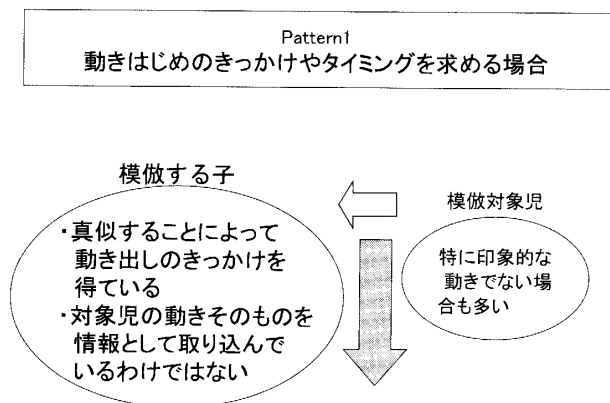 Pattern1
動きはじめのきっかけやタイミングを求める場合
模倣する子
・真似することによって
動き出しのきっかけを
得ている
・対象児の動きそのものを
情報として取り込んで
いるわけではない
模倣対象児
特に印象的な
動きでない場
合も多い